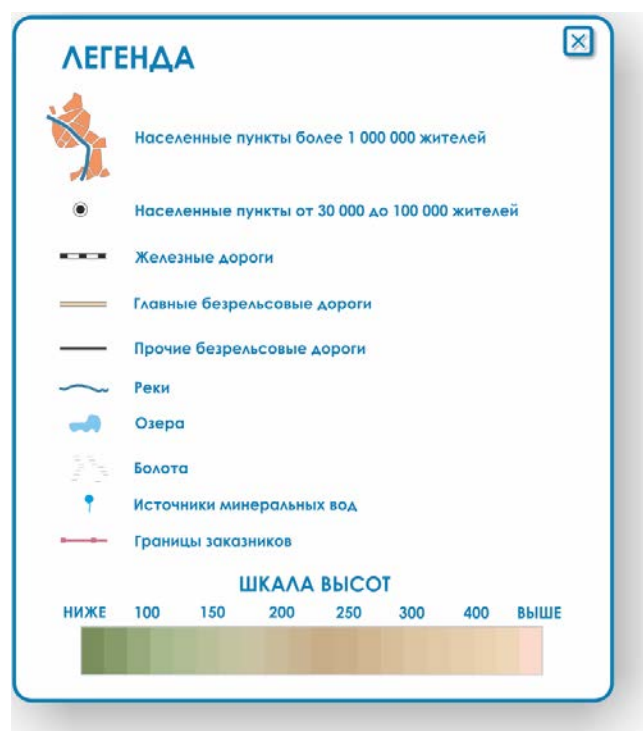 ЛЕГЕНДА
Населенные пункты более 1 000 000 жителей
Населенные пункты от 30 000 до 100 000 жителей
Железные дороги
Главные безрельсовые дороги
Прочие безрельсовые дороги
Реки
Озера
Болота
Источники минеральных вод
Границы заказников
ШКАЛА ВЫСОТ
НИЖЕ 100 150 200 250 300 400 ВЫШЕ